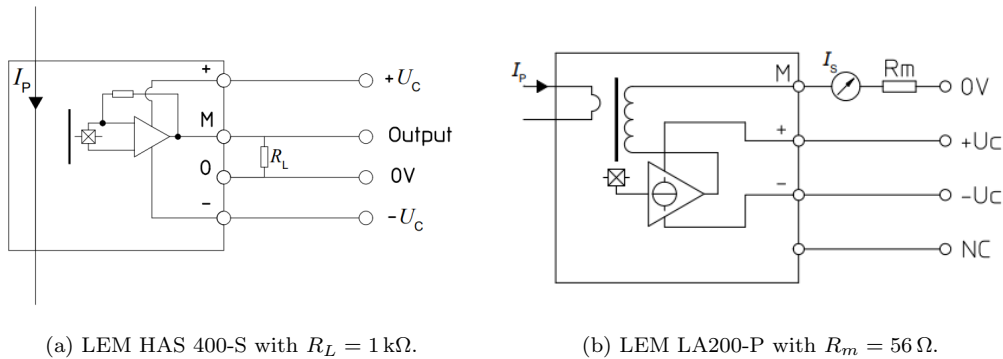 I_P
+
+U_C
M
Output
R_L
0
0V
-
-U_C
(a) LEM HAS 400-S with R_L = 1 kΩ.
I_P
M
I_S
Rm
0V
+
+Uc
-
-Uc
NC
(b) LEM LA200-P with R_m = 56 Ω.